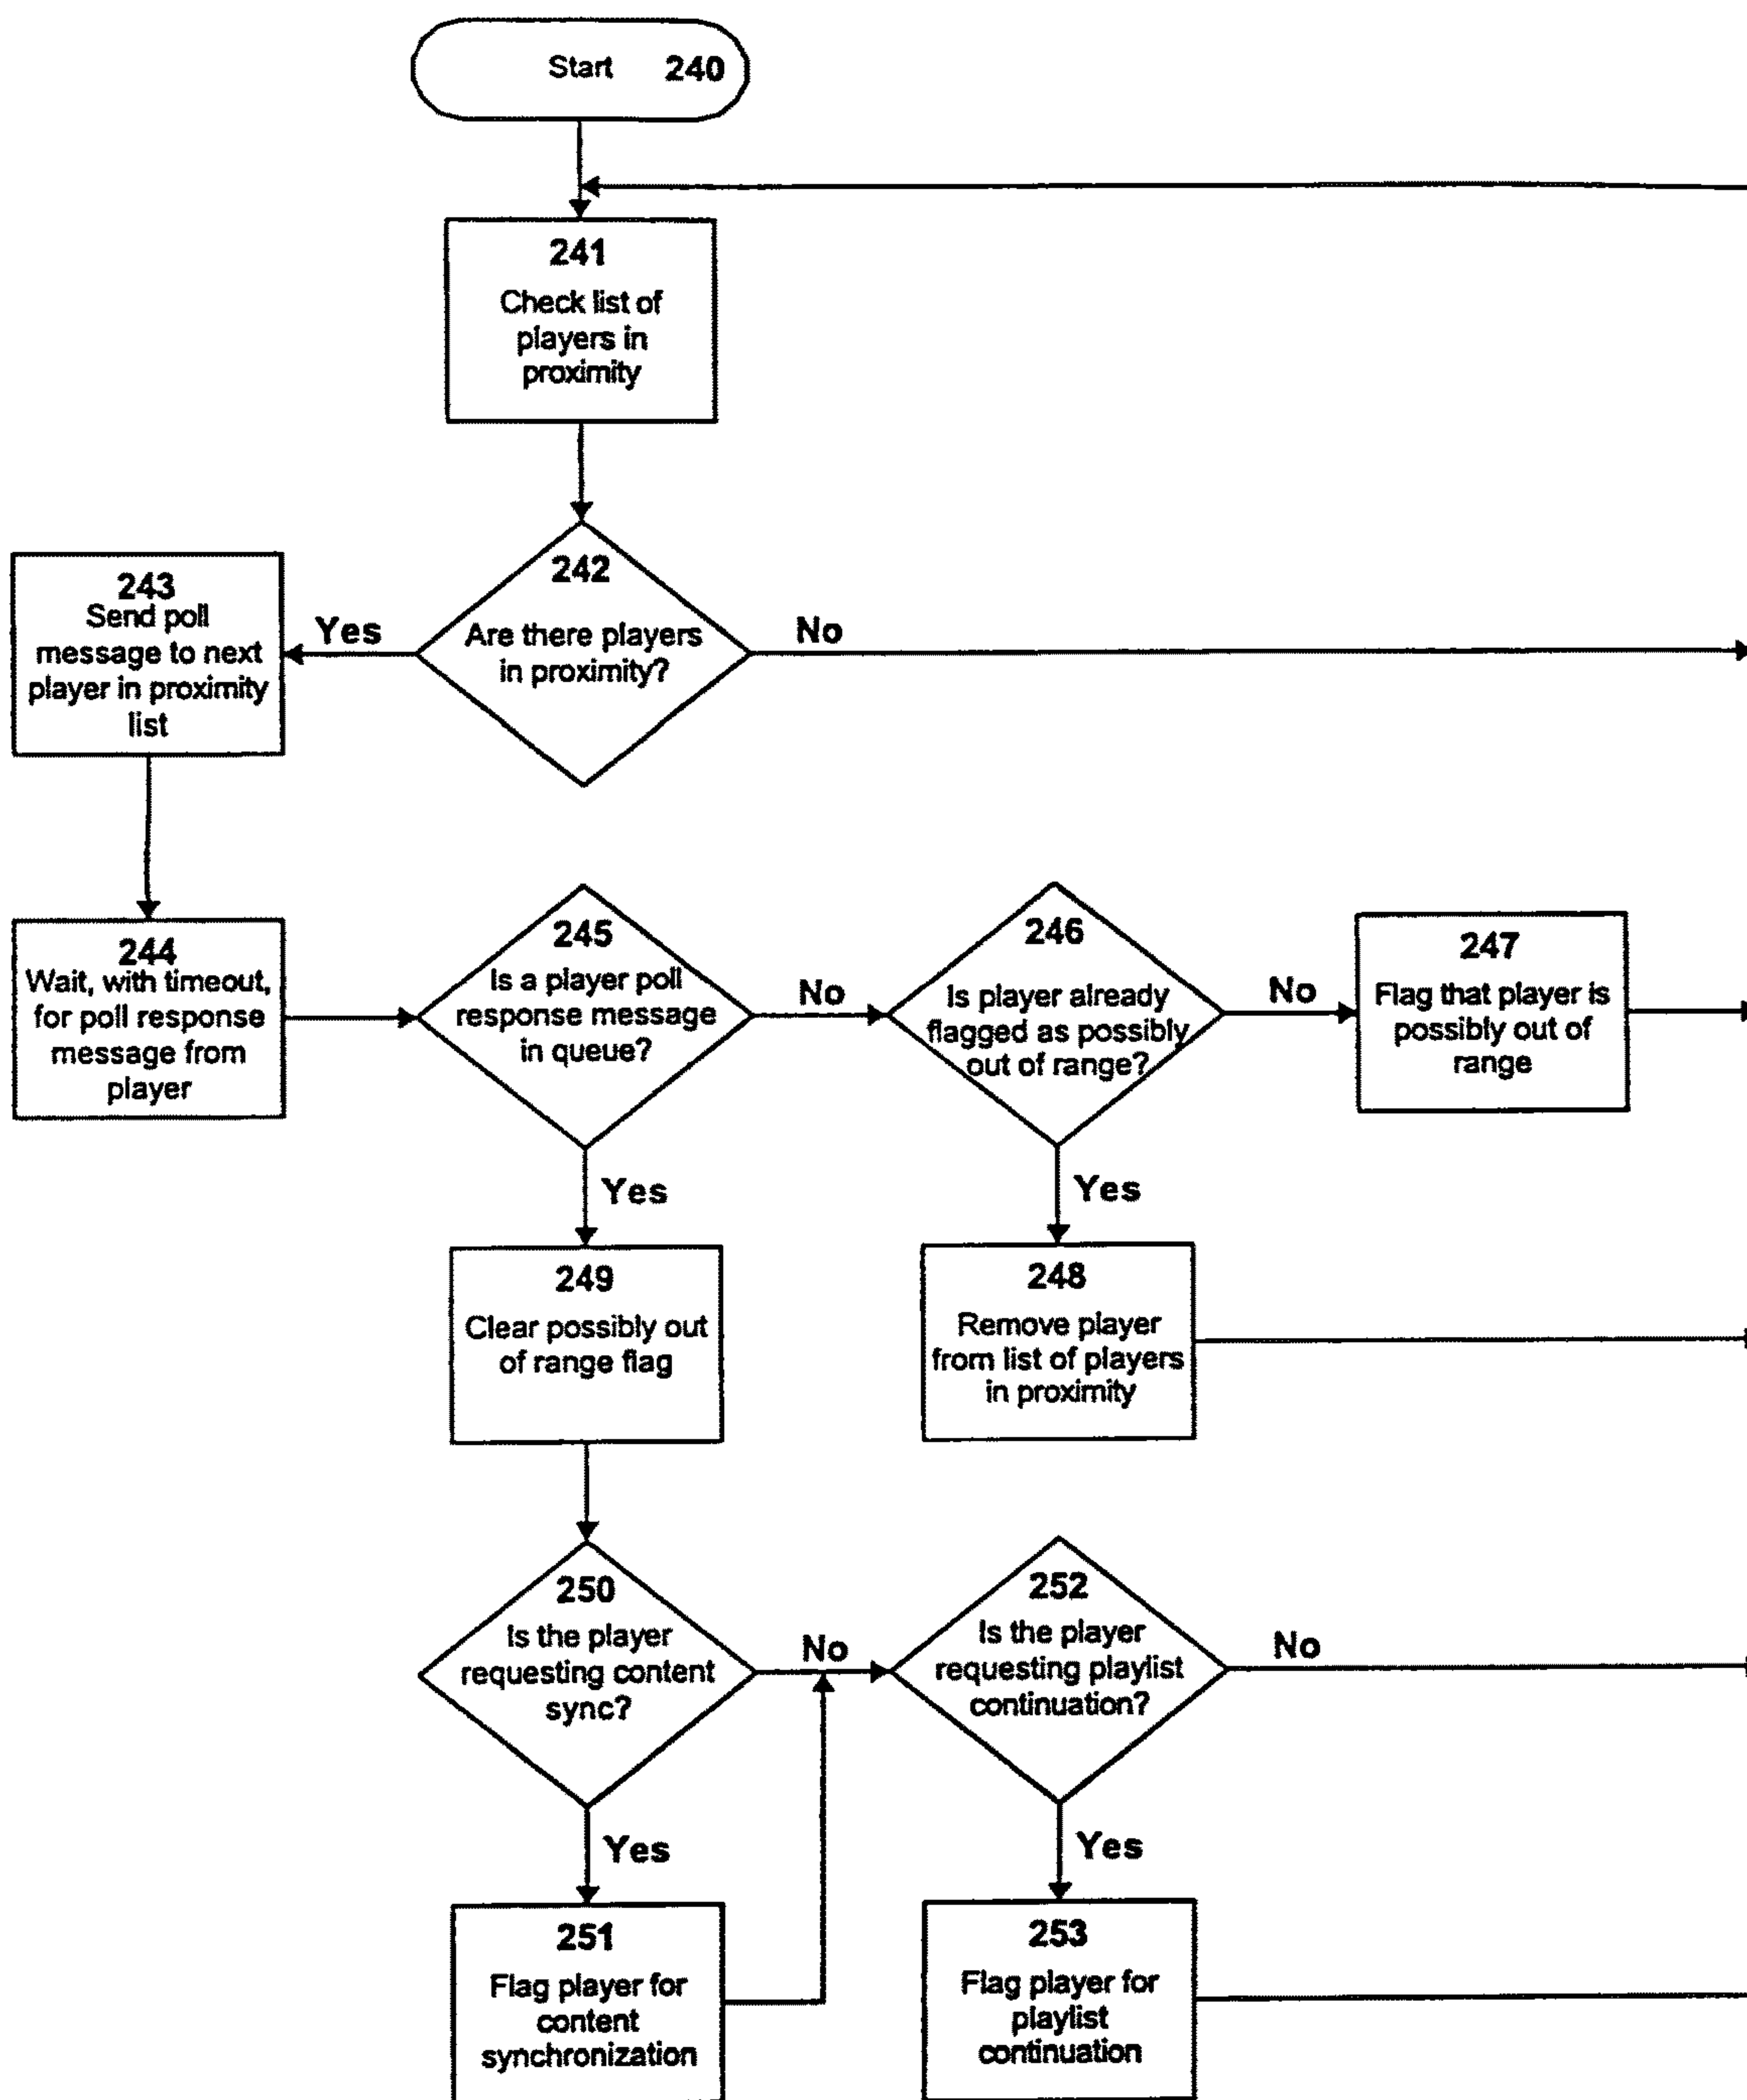 Start 240
241
Check list of
players in
proximity
242
Are there players
in proximity?
Yes
No
243
Send poll
message to next
player in proximity
list
244
Wait, with timeout,
for poll response
message from
player
245
Is a player poll
response message
in queue?
No
246
Is player already
flagged as possibly
out of range?
No
247
Flag that player is
possibly out of
range
Yes
Yes
249
Clear possibly out
of range flag
248
Remove player
from list of players
in proximity
250
Is the player
requesting content
sync?
No
252
Is the player
requesting playlist
continuation?
No
Yes
Yes
251
Flag player for
content
synchronization
253
Flag player for
playlist
continuation